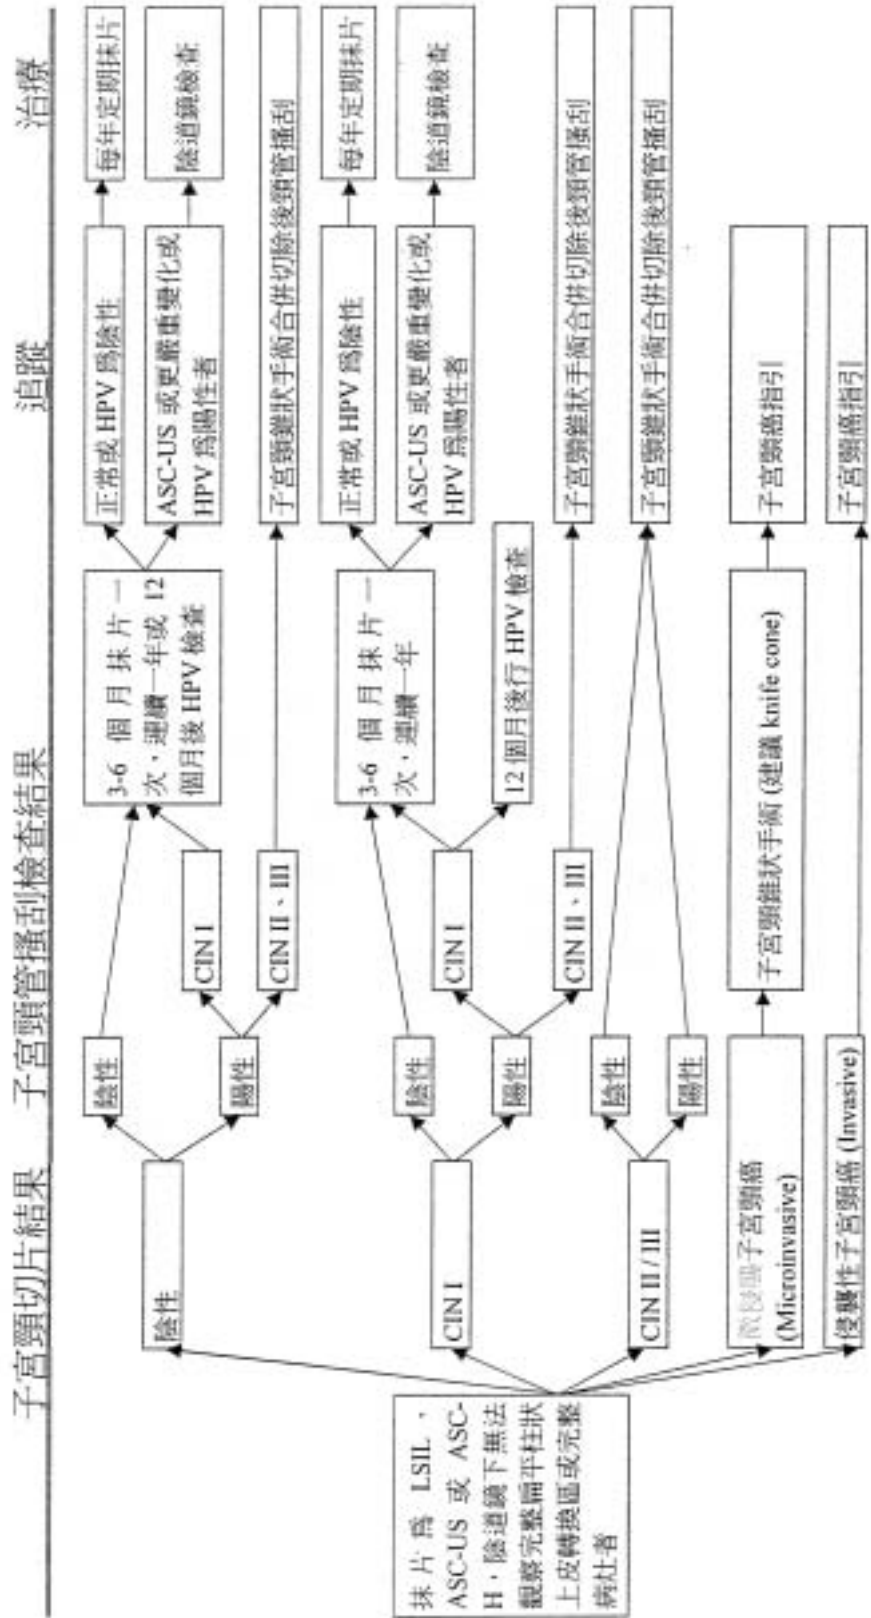 子宮頸切片結果
子宮頸管搔刮檢查結果
追蹤
治療
抹片為 LSIL、
ASC-US 或 ASC-
H，陰道鏡下無法
觀察完整扁平柱狀
上皮轉換區或完整
病灶者
陰性
陰性
陽性
CIN I
CIN II、III
3-6 個月抹片一
次，連續一年或 12
個月後 HPV 檢查
正常或 HPV 為陰性
每年定期抹片
ASC-US 或更嚴重變化或
HPV 為陽性者
陰道鏡檢查
子宮頸錐狀手術合併切除後頸管搔刮
CIN I
陰性
陽性
CIN I
CIN II、III
3-6 個月抹片一
次，連續一年
12 個月後行 HPV 檢查
正常或 HPV 為陰性
每年定期抹片
ASC-US 或更嚴重變化或
HPV 為陽性者
陰道鏡檢查
子宮頸錐狀手術合併切除後頸管搔刮
CIN II / III
陰性
陽性
子宮頸錐狀手術合併切除後頸管搔刮
微侵襲子宮頸癌
(Microinvasive)
子宮頸錐狀手術 (建議 knife cone)
子宮頸癌指引
侵襲性子宮頸癌 (Invasive)
子宮頸癌指引